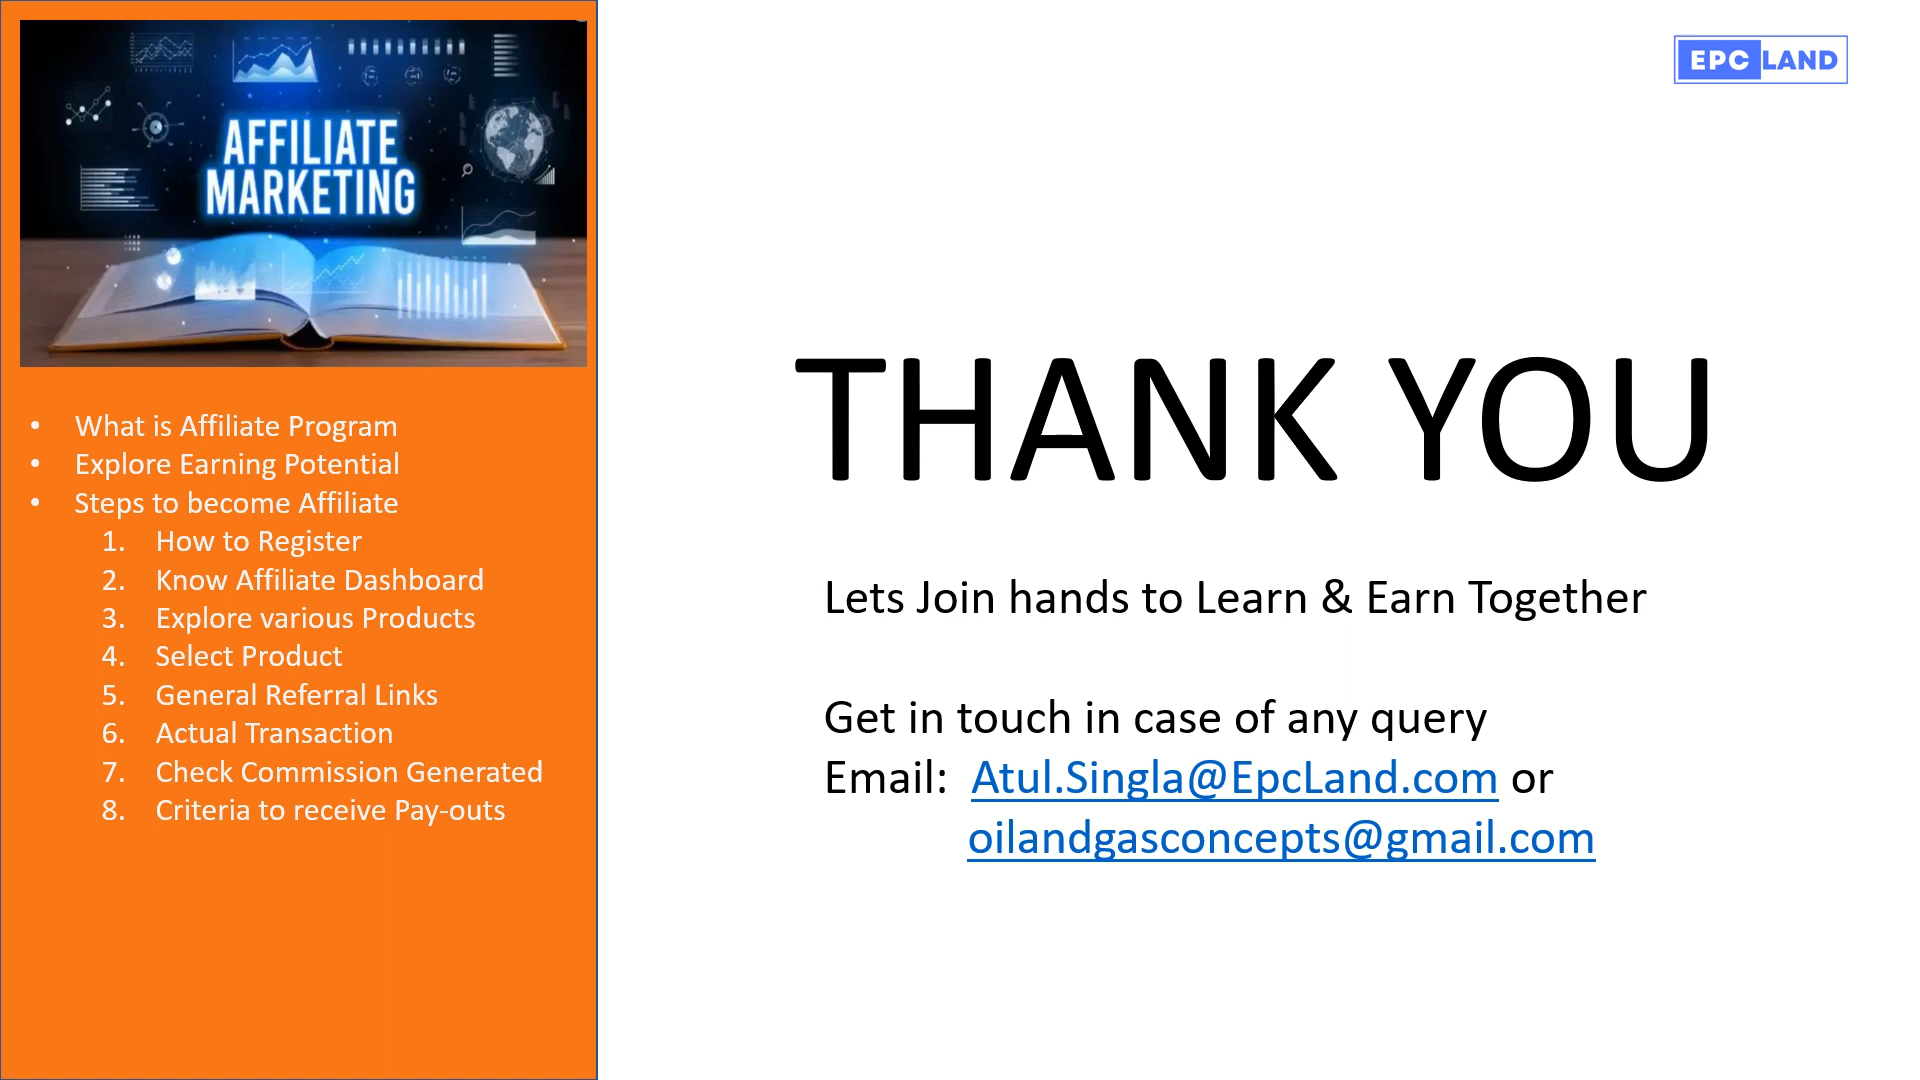 AFFILIATE
MARKETING
• What is Affiliate Program
• Explore Earning Potential
• Steps to become Affiliate
1. How to Register
2. Know Affiliate Dashboard
3. Explore various Products
4. Select Product
5. General Referral Links
6. Actual Transaction
7. Check Commission Generated
8. Criteria to receive Pay-outs
EPC LAND
THANK YOU
Lets Join hands to Learn & Earn Together
Get in touch in case of any query
Email: Atul.Singla@EpcLand.com or
oilandgasconcepts@gmail.com